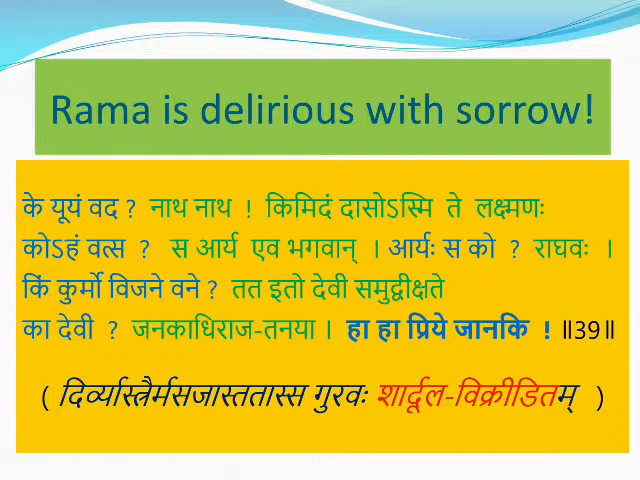 Rama is delirious with sorrow!
के यूयं वद ? नाथ नाथ ! किमिदं दासोऽस्मि ते लक्ष्मणः
कोऽहं वत्स ? स आर्य एव भगवान् । आर्यः स को ? राघवः ।
किं कुर्मो विजने वने ? तत इतो देवी समुद्वीक्षते
का देवी ? जनकाधिराज-तनया । हा हा प्रिये जानकि ! ॥39॥
( दिर्व्यास्त्रैर्मसजास्ततास्स गुरवः शार्दूल-विक्रीडितम् )